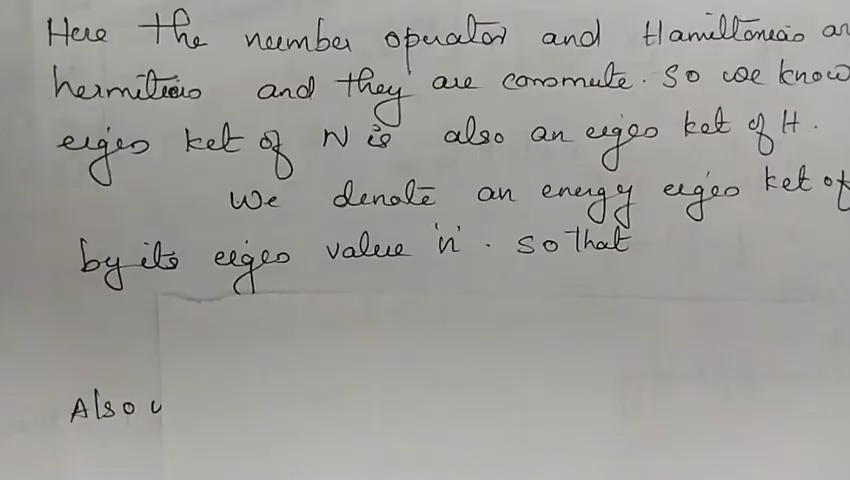 Here the number operator and Hamiltonian ar
hermitian and they are commute. So we know
eigen ket of N is also an eigen ket of H.
We denote an energy eigen ket of
by its eigen value 'n'. so that
Also